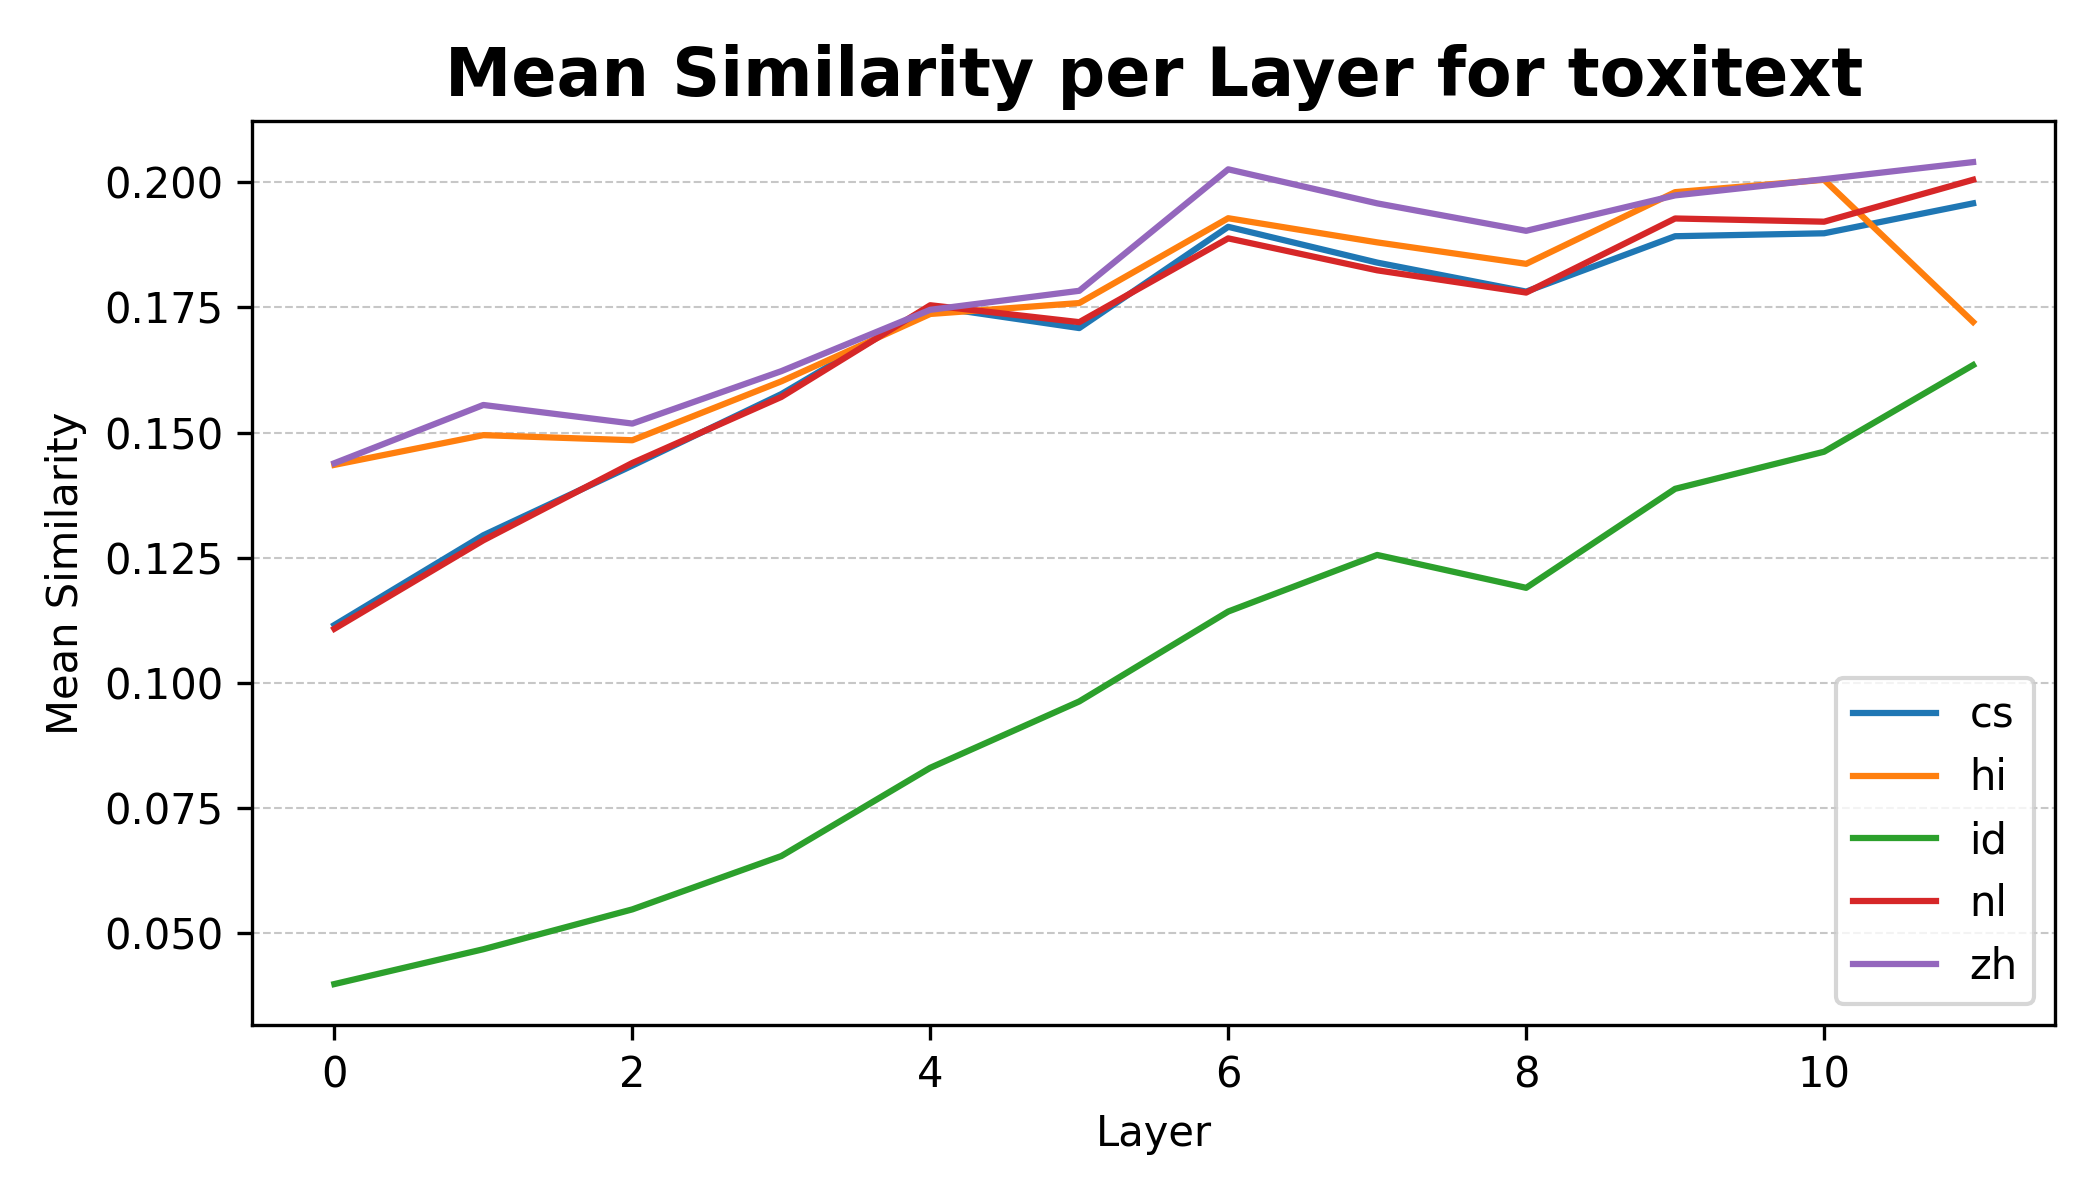 Mean Similarity per Layer for toxitext
Mean Similarity
0.200
0.175
0.150
0.125
0.100
0.075
0.050
0
2
4
6
8
10
Layer
cs
hi
id
nl
zh